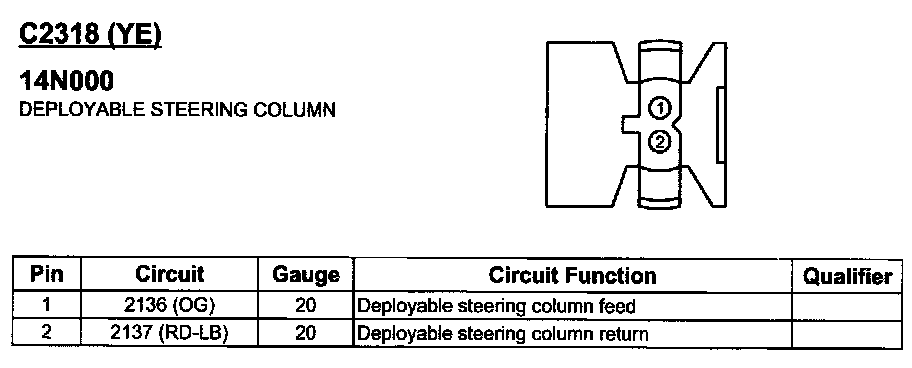 C2318 (YE)
14N000
DEPLOYABLE STEERING COLUMN
1
2
Pin Circuit Gauge Circuit Function Qualifier
1 2136 (OG) 20 Deployable steering column feed
2 2137 (RD-LB) 20 Deployable steering column return